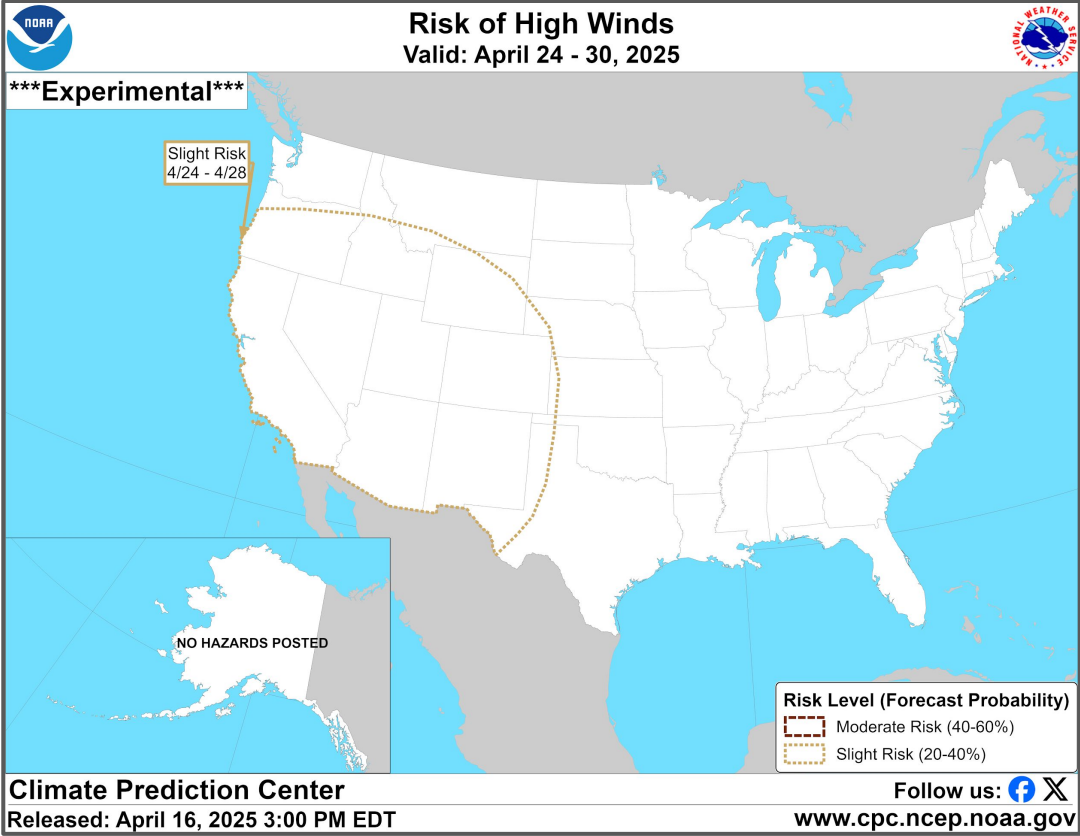 NOAA
Risk of High Winds
Valid: April 24 - 30, 2025
NATIONAL WEATHER SERVICE
***Experimental***
Slight Risk
4/24 - 4/28
NO HAZARDS POSTED
Risk Level (Forecast Probability)
Moderate Risk (40-60%)
Slight Risk (20-40%)
Climate Prediction Center
Follow us:
Released: April 16, 2025 3:00 PM EDT
www.cpc.ncep.noaa.gov